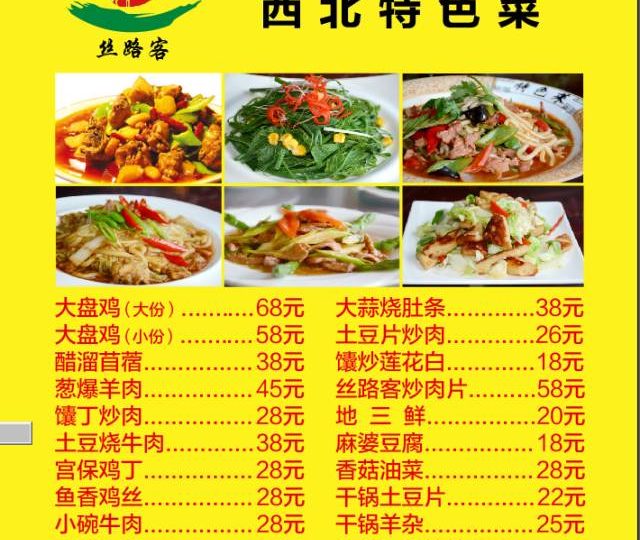 西北特色菜
丝路客
特色菜
大盘鸡（大份）...........68元
大盘鸡（小份）..........58元
醋溜苜蓿...............38元
葱爆羊肉...............45元
馕丁炒肉...............28元
土豆烧牛肉............38元
宫保鸡丁...............28元
鱼香鸡丝...............28元
小碗牛肉...............28元
大蒜烧肚条............38元
土豆片炒肉............26元
馕炒莲花白............18元
丝路客炒肉片.........58元
地 三 鲜...............20元
麻婆豆腐...............18元
香菇油菜...............28元
干锅土豆片............22元
干锅羊杂...............25元